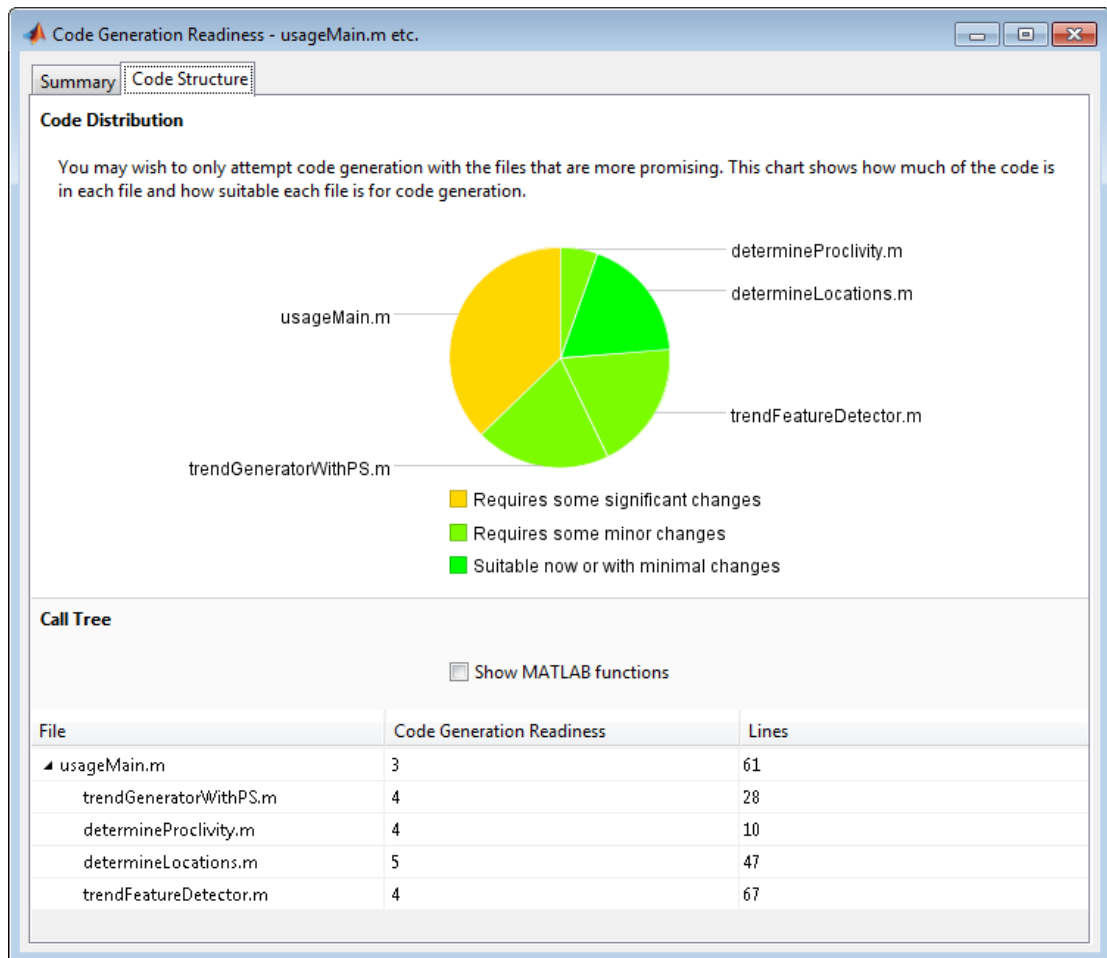 Code Generation Readiness - usageMain.m etc.
Summary Code Structure
Code Distribution
You may wish to only attempt code generation with the files that are more promising. This chart shows how much of the code is
in each file and how suitable each file is for code generation.
determineProclivity.m
determineLocations.m
usageMain.m
trendFeatureDetector.m
trendGeneratorWithPS.m
Requires some significant changes
Requires some minor changes
Suitable now or with minimal changes
Call Tree
Show MATLAB functions
File Code Generation Readiness Lines
usageMain.m 3 61
trendGeneratorWithPS.m 4 28
determineProclivity.m 4 10
determineLocations.m 5 47
trendFeatureDetector.m 4 67